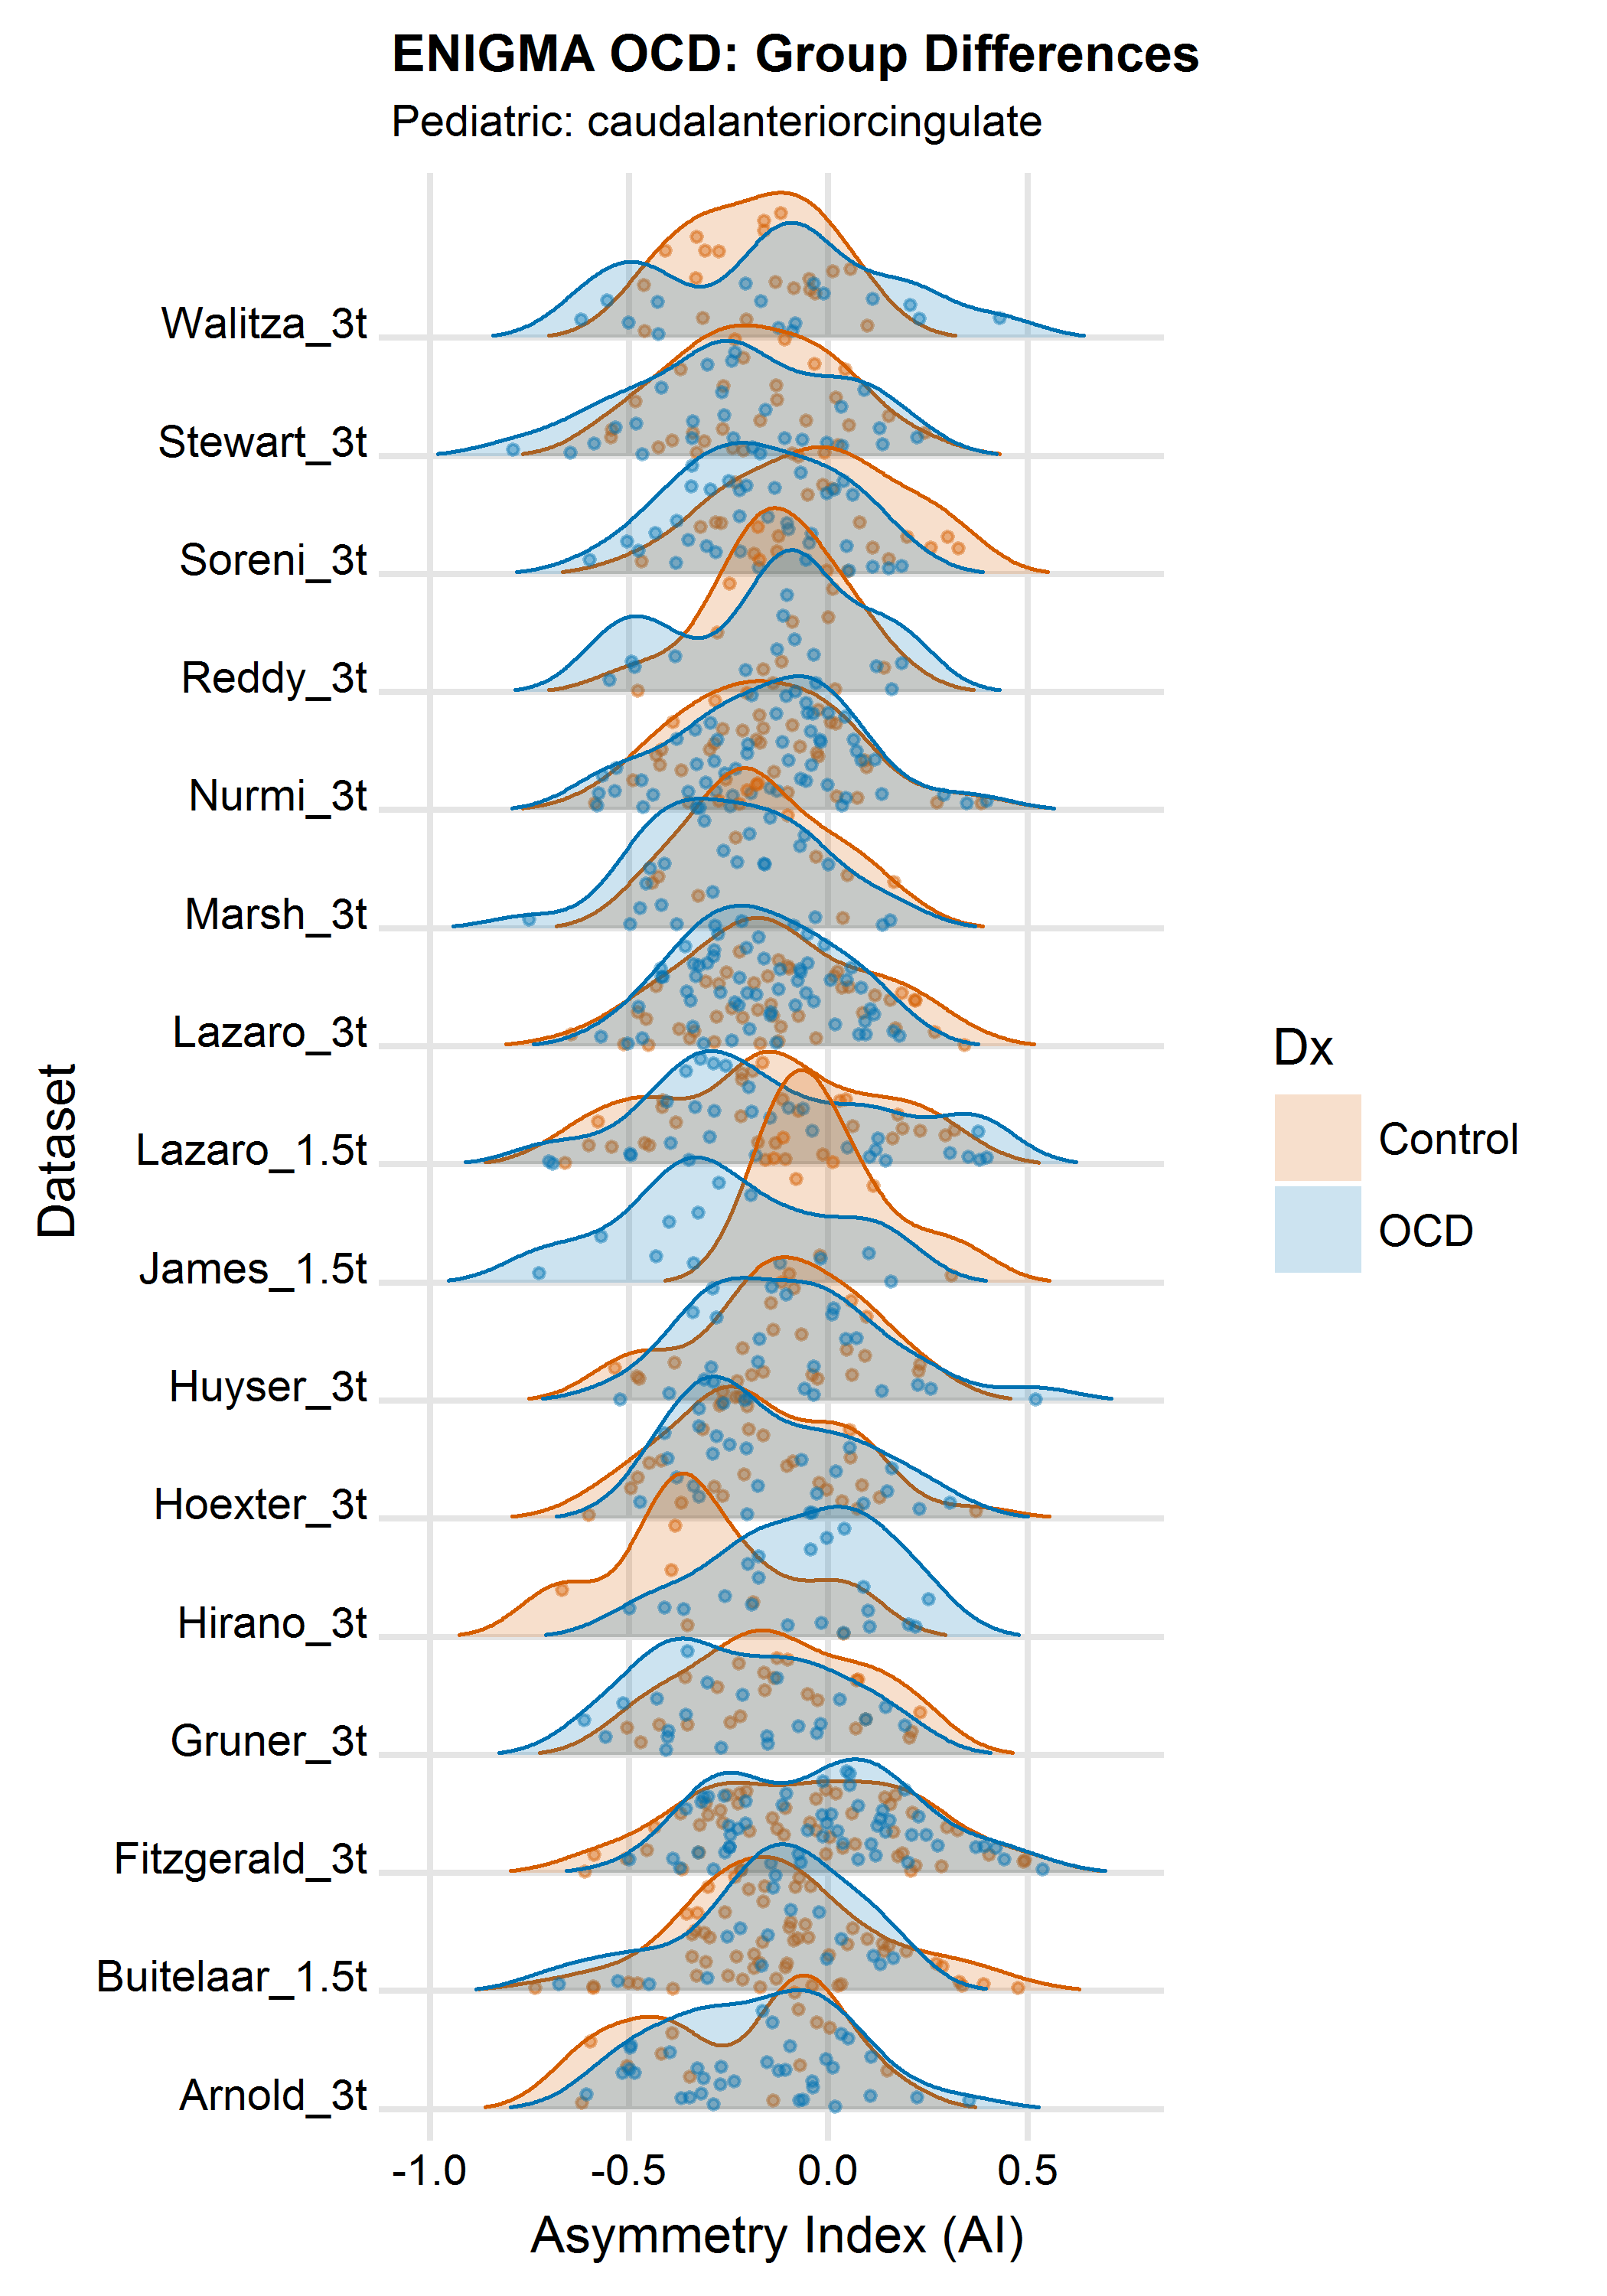 ENIGMA OCD: Group Differences
Pediatric: caudalanteriorcingulate
Walitza_3t
Stewart_3t
Soreni_3t
Reddy_3t
Nurmi_3t
Marsh_3t
Lazaro_3t
Lazaro_1.5t
James_1.5t
Huyser_3t
Hoexter_3t
Hirano_3t
Gruner_3t
Fitzgerald_3t
Buitelaar_1.5t
Arnold_3t
Dataset
-1.0 -0.5 0.0 0.5
Asymmetry Index (AI)
Dx
Control
OCD